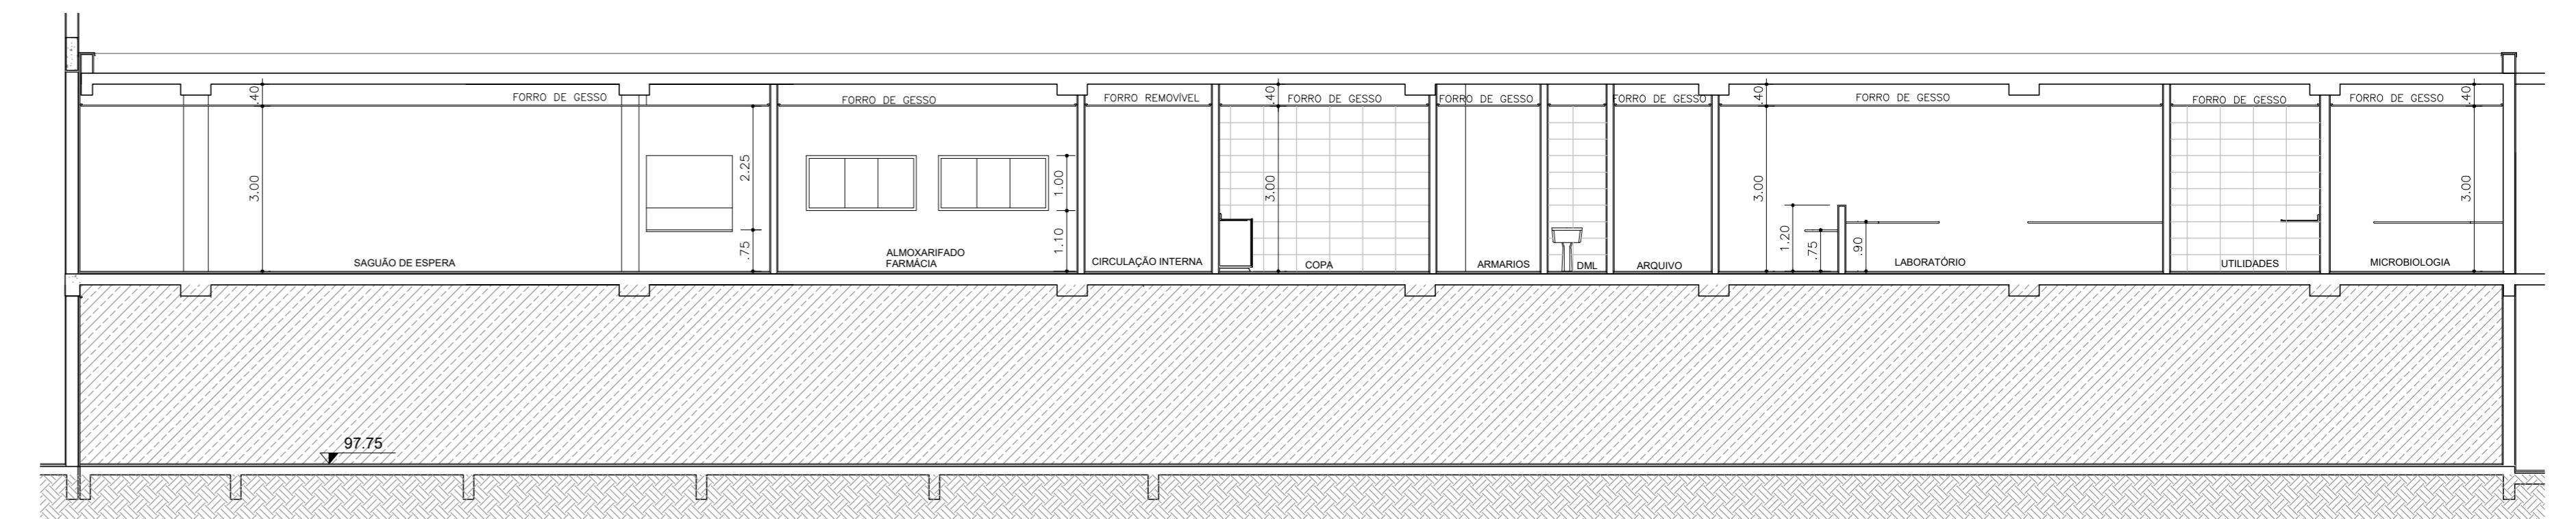 .40
FORRO DE GESSO
FORRO DE GESSO
FORRO REMOVÍVEL
.40
FORRO DE GESSO
FORRO DE GESSO
FORRO DE GESSO
.40
FORRO DE GESSO
FORRO DE GESSO
FORRO DE GESSO
.40
3.00
2.25
1.00
3.00
3.00
3.00
.75
1.10
1.20
.75
.90
SAGUÃO DE ESPERA
ALMOXARIFADO
FARMÁCIA
CIRCULAÇÃO INTERNA
COPA
ARMARIOS
DML
ARQUIVO
LABORATÓRIO
UTILIDADES
MICROBIOLOGIA
97.75